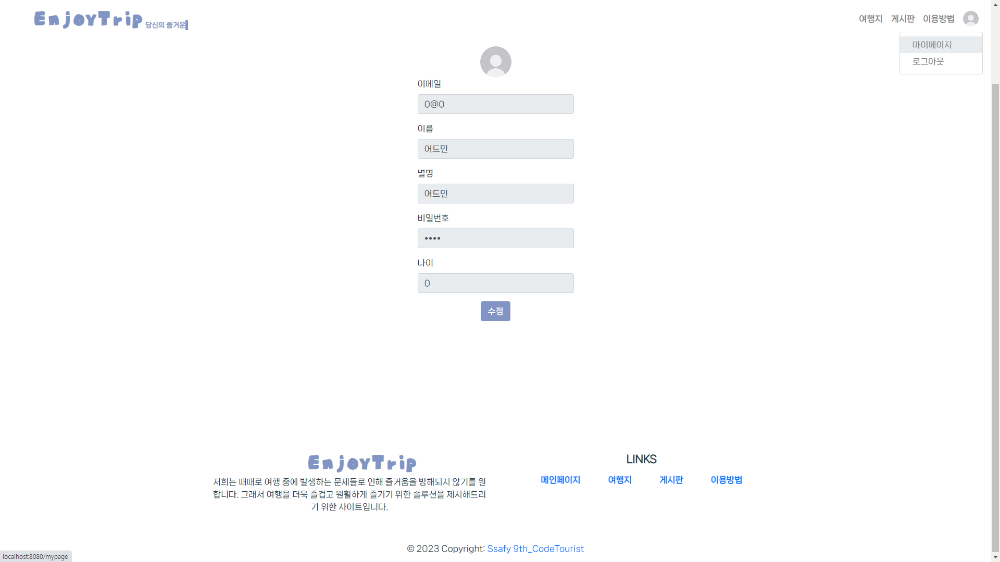 EnjoyTrip 당신의 즐거운
여행지 게시판 이용방법
마이페이지
로그아웃
이메일
0@0
이름
어드민
별명
어드민
비밀번호
••••
나이
0
수정
EnjoyTrip
저희는 때때로 여행 중에 발생하는 문제들로 인해 즐거움을 방해되지 않기를 원
합니다. 그래서 여행을 더욱 즐겁고 원활하게 즐기기 위한 솔루션을 제시해드리
기 위한 사이트입니다.
LINKS
메인페이지 여행지 게시판 이용방법
© 2023 Copyright: Ssafy 9th_CodeTourist
localhost:8080/mypage